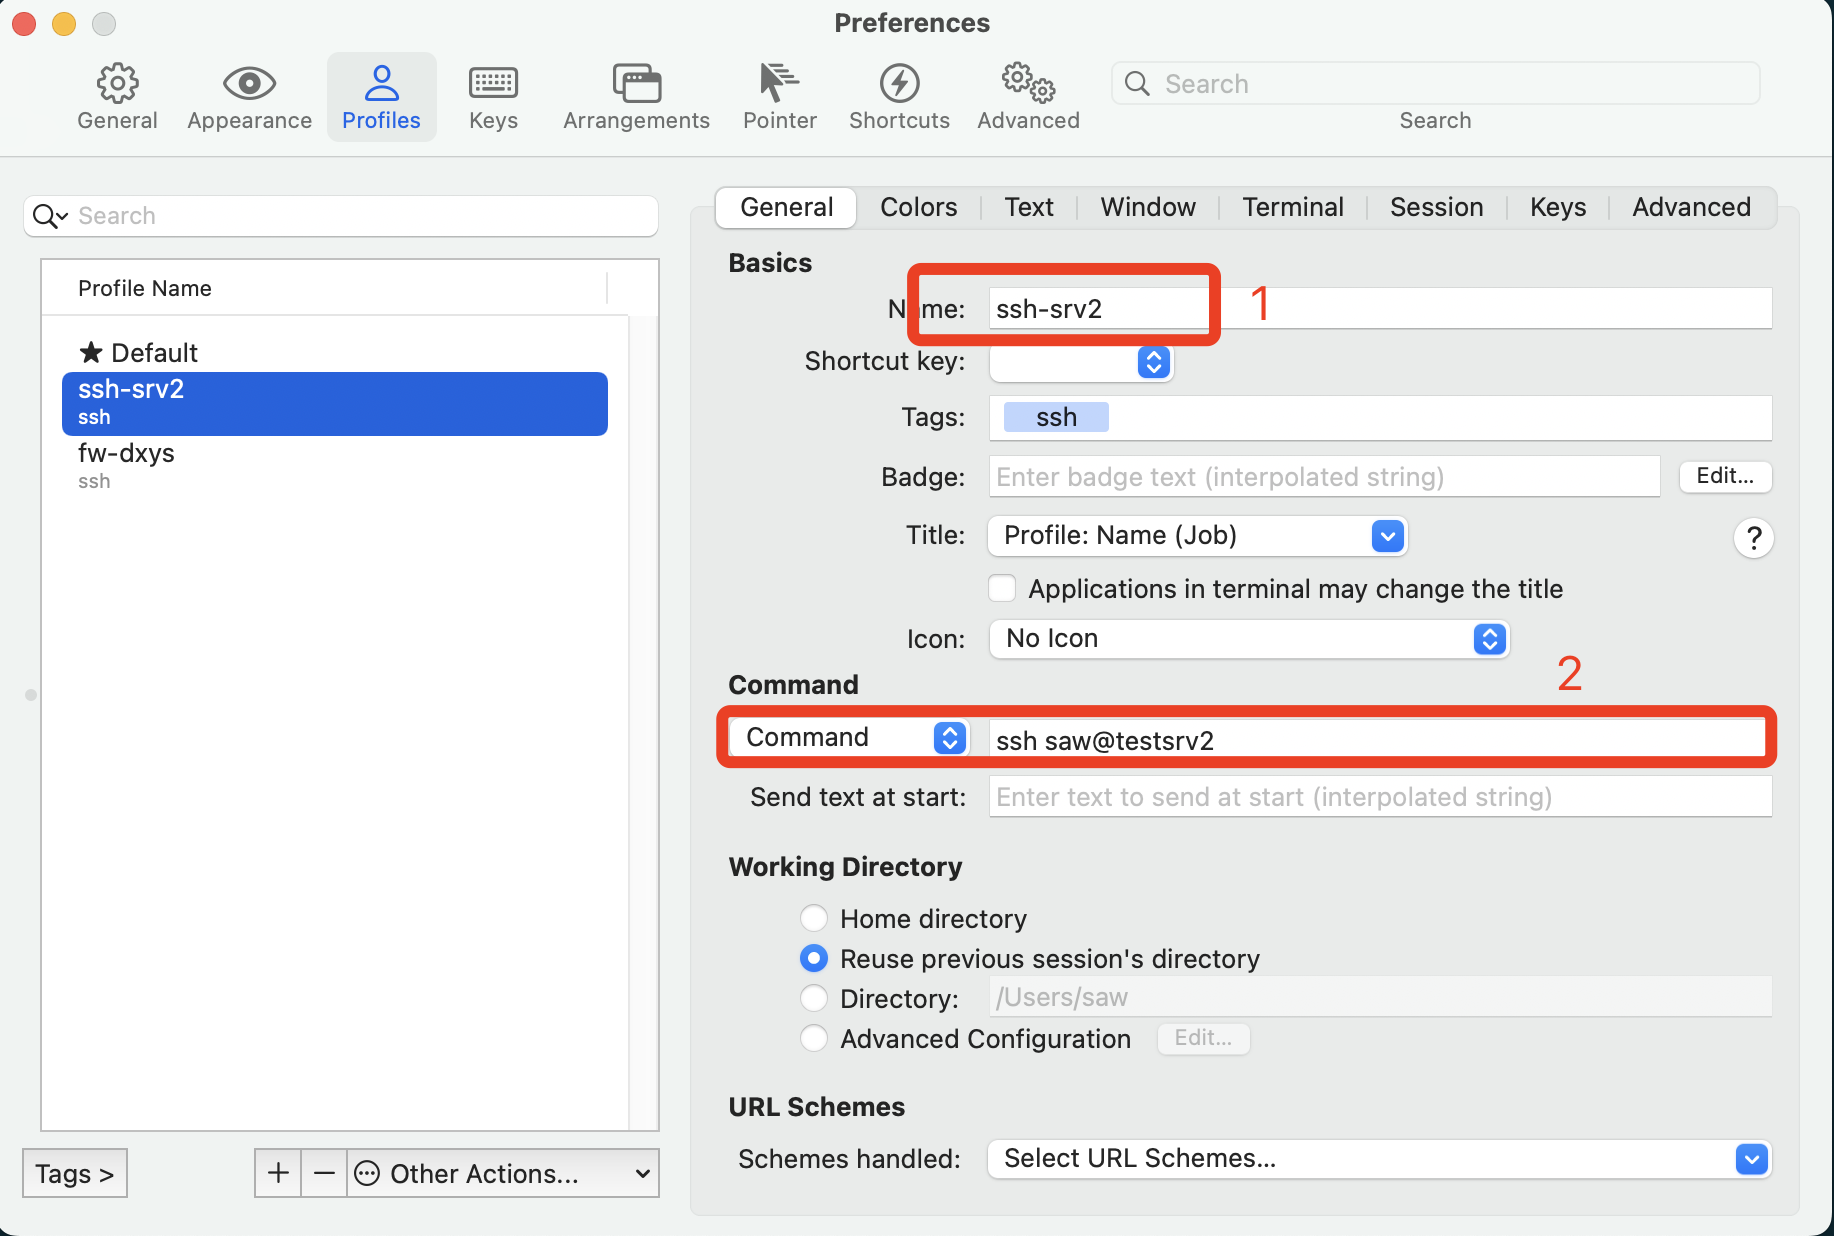 Preferences
General Appearance Profiles Keys Arrangements Pointer Shortcuts Advanced
Search
Search
Search
Profile Name
★ Default
ssh-srv2
ssh
fw-dxys
ssh
Tags >
+ − Other Actions...
General Colors Text Window Terminal Session Keys Advanced
Basics
Name: ssh-srv2 1
Shortcut key:
Tags: ssh
Badge: Enter badge text (interpolated string) Edit...
Title: Profile: Name (Job) ?
Applications in terminal may change the title
Icon: No Icon
2
Command
Command ssh saw@testsrv2
Send text at start: Enter text to send at start (interpolated string)
Working Directory
Home directory
Reuse previous session's directory
Directory: /Users/saw
Advanced Configuration Edit...
URL Schemes
Schemes handled: Select URL Schemes...